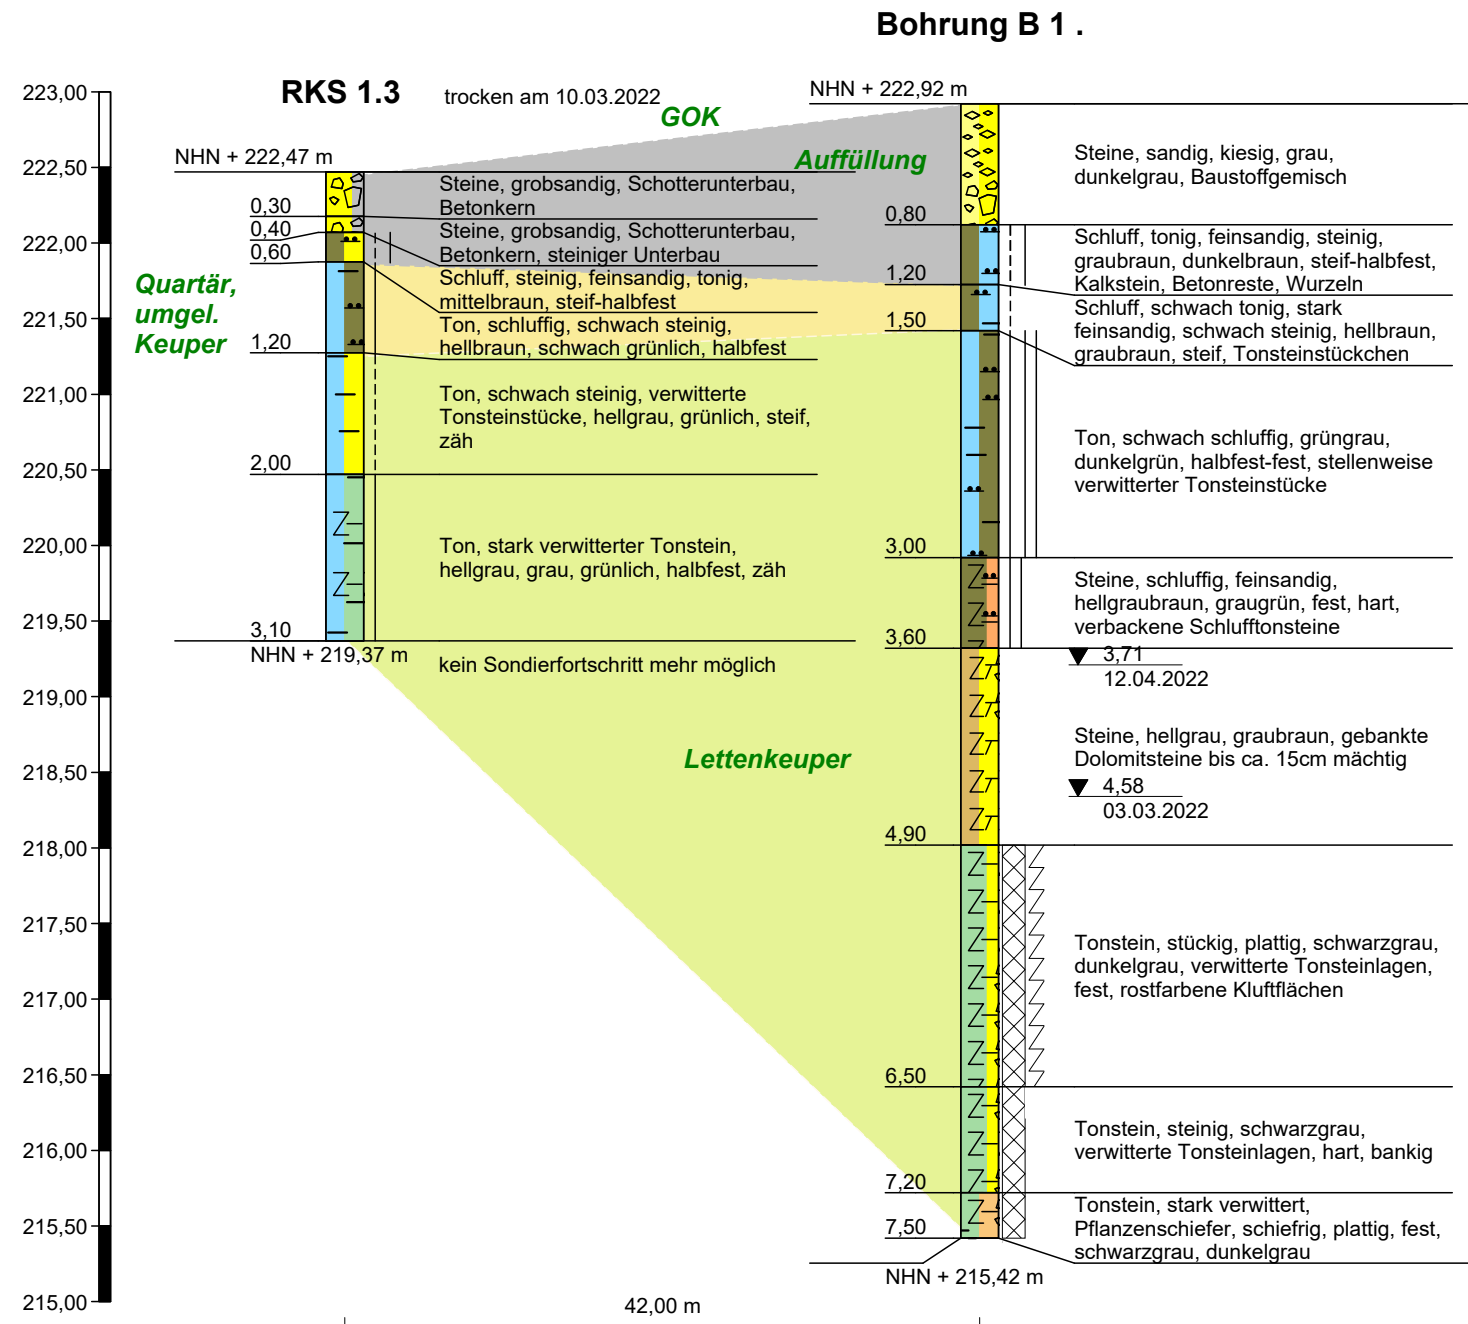 Bohrung B 1 .
RKS 1.3
trocken am 10.03.2022
GOK
NHN + 222,92 m
NHN + 222,47 m
Auffüllung
Quartär,
umgel.
Keuper
Lettenkeuper
223,00
222,50
222,00
221,50
221,00
220,50
220,00
219,50
219,00
218,50
218,00
217,50
217,00
216,50
216,00
215,50
215,00
0,30
0,40
0,60
1,20
2,00
3,10
NHN + 219,37 m
Steine, grobsandig, Schotterunterbau,
Betonkern
Steine, grobsandig, Schotterunterbau,
Betonkern, steiniger Unterbau
Schluff, steinig, feinsandig, tonig,
mittelbraun, steif-halbfest
Ton, schluffig, schwach steinig,
hellbraun, schwach grünlich, halbfest
Ton, schwach steinig, verwitterte
Tonsteinstücke, hellgrau, grünlich, steif,
zäh
Ton, stark verwitterter Tonstein,
hellgrau, grau, grünlich, halbfest, zäh
kein Sondierfortschritt mehr möglich
0,80
1,20
1,50
3,00
3,60
4,90
6,50
7,20
7,50
NHN + 215,42 m
Steine, sandig, kiesig, grau,
dunkelgrau, Baustoffgemisch
Schluff, tonig, feinsandig, steinig,
graubraun, dunkelbraun, steif-halbfest,
Kalkstein, Betonreste, Wurzeln
Schluff, schwach tonig, stark
feinsandig, schwach steinig, hellbraun,
graubraun, steif, Tonsteinstückchen
Ton, schwach schluffig, grüngrau,
dunkelgrün, halbfest-fest, stellenweise
verwitterter Tonsteinstücke
Steine, schluffig, feinsandig,
hellgraubraun, graugrün, fest, hart,
verbackene Schlufftonsteine
3,71
12.04.2022
Steine, hellgrau, graubraun, gebankte
Dolomitsteine bis ca. 15cm mächtig
4,58
03.03.2022
Tonstein, stückig, plattig, schwarzgrau,
dunkelgrau, verwitterte Tonsteinlagen,
fest, rostfarbene Kluftflächen
Tonstein, steinig, schwarzgrau,
verwitterte Tonsteinlagen, hart, bankig
Tonstein, stark verwittert,
Pflanzenschiefer, schiefrig, plattig, fest,
schwarzgrau, dunkelgrau
42,00 m